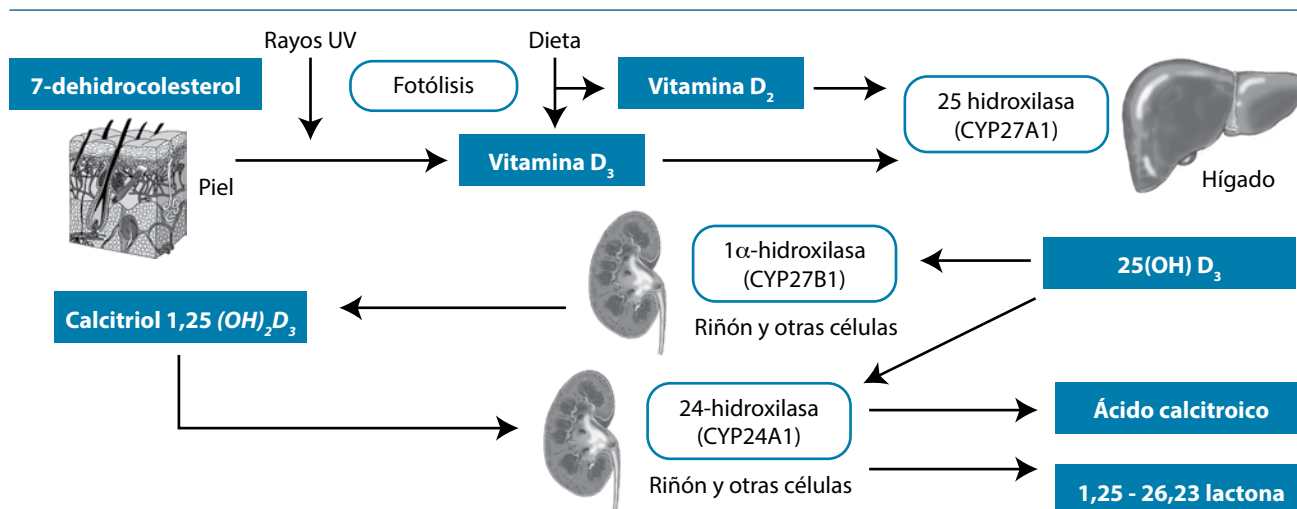 Rayos UV
Dieta
7-dehidrocolesterol
Fotólisis
Vitamina D₂
25 hidroxilasa
(CYP27A1)
Piel
Vitamina D₃
Hígado
1α-hidroxilasa
(CYP27B1)
25(OH) D₃
Riñón y otras células
Calcitriol 1,25 (OH)₂D₃
24-hidroxilasa
(CYP24A1)
Ácido calcitroico
Riñón y otras células
1,25 - 26,23 lactona